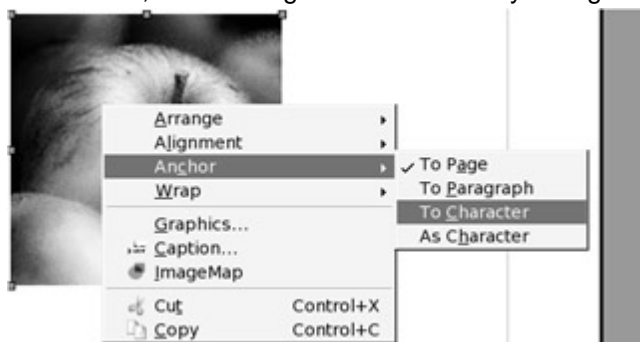 Arrange
Alignment
Anchor
Wrap
Graphics...
Caption...
ImageMap
Cut Control+X
Copy Control+C
✓ To Page
To Paragraph
To Character
As Character